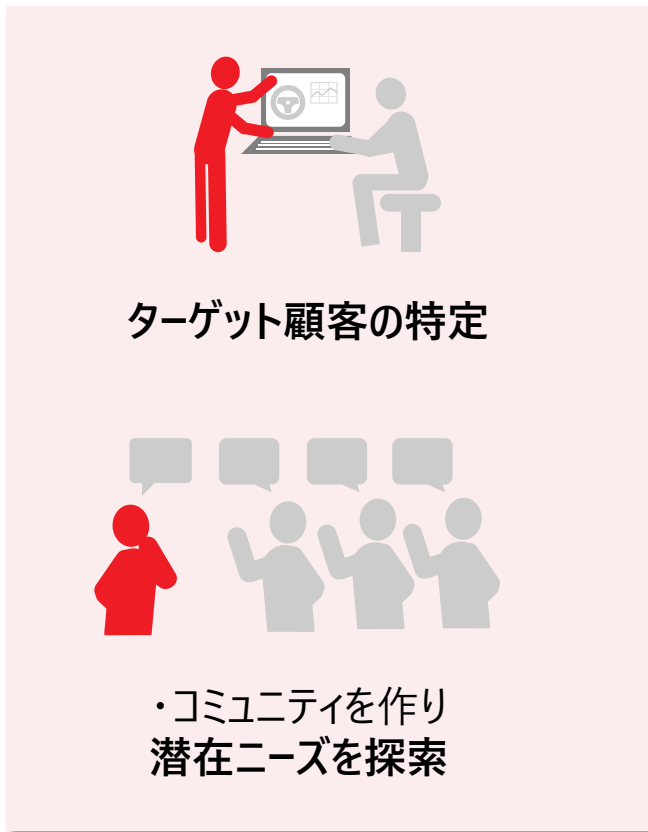 ターゲット顧客の特定
・コミュニティを作り
潜在ニーズを探索